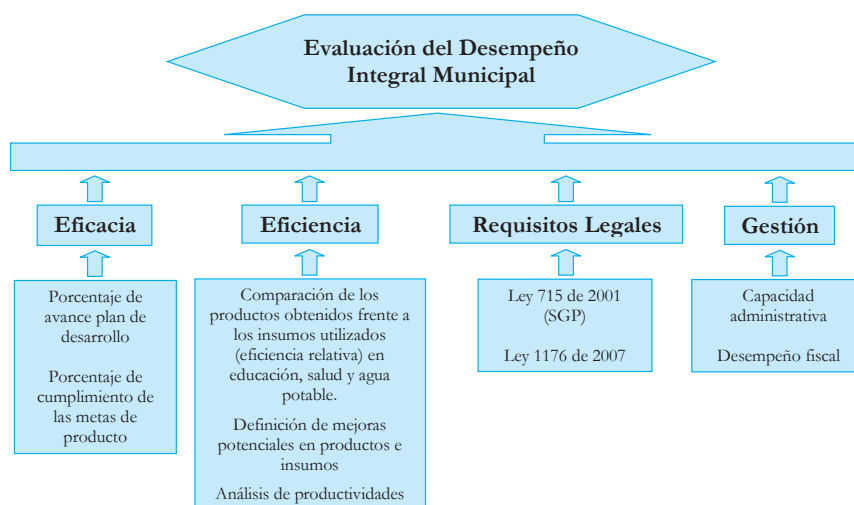 Evaluación del Desempeño
Integral Municipal
Eficacia
Eficiencia
Requisitos Legales
Gestión
Porcentaje de
avance plan de
desarrollo
Porcentaje de
cumplimiento de
las metas de
producto
Comparación de los
productos obtenidos frente a
los insumos utilizados
(eficiencia relativa) en
educación, salud y agua
potable.
Definición de mejoras
potenciales en productos e
insumos
Análisis de productividades
Ley 715 de 2001
(SGP)
Ley 1176 de 2007
Capacidad
administrativa
Desempeño fiscal